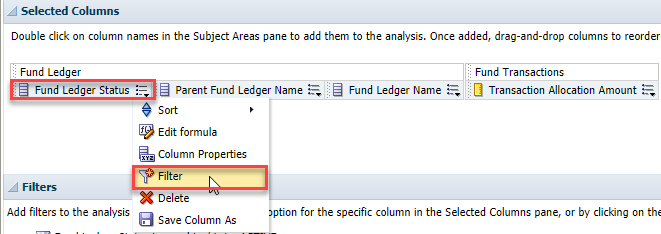 Selected Columns
Double click on column names in the Subject Areas pane to add them to the analysis. Once added, drag-and-drop columns to reorder
Fund Ledger
Fund Transactions
Fund Ledger Status
Parent Fund Ledger Name
Fund Ledger Name
Transaction Allocation Amount
Sort
Edit formula
Column Properties
Filter
Delete
Save Column As
Filters
Add filters to the analysis option for the specific column in the Selected Columns pane, or by clicking on the